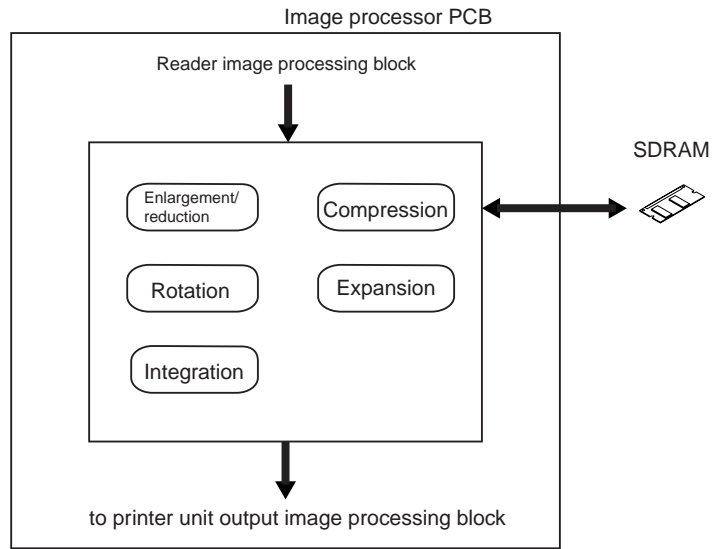 Image processor PCB
Reader image processing block
SDRAM
Enlargement/
reduction
Compression
Rotation
Expansion
Integration
to printer unit output image processing block